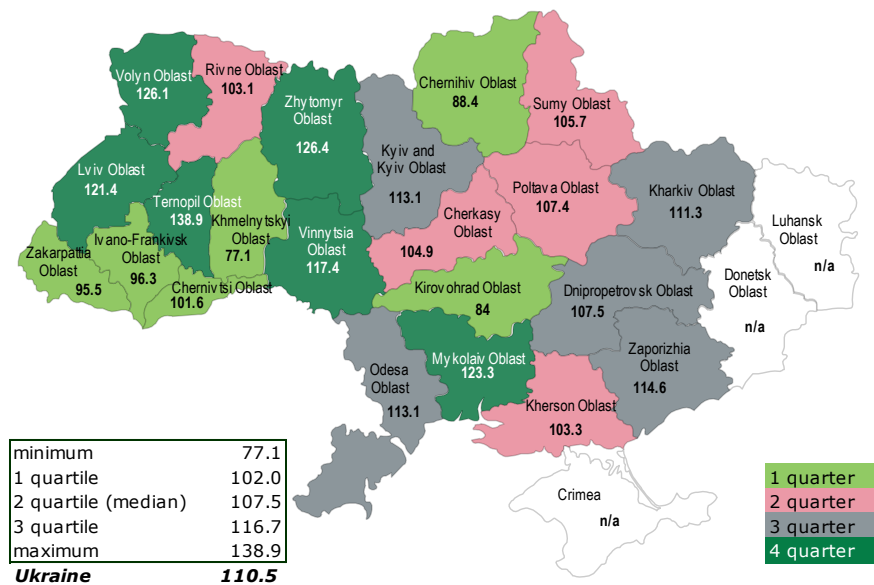 Volyn Oblast
126.1
Rivne Oblast
103.1
Zhytomyr
Oblast
126.4
Kyiv and
Kyiv Oblast
113.1
Chernihiv Oblast
88.4
Sumy Oblast
105.7
Lviv Oblast
121.4
Ternopil Oblast
138.9
Khmelnytskyi
Oblast
77.1
Vinnytsia
Oblast
117.4
Cherkasy
Oblast
104.9
Poltava Oblast
107.4
Kharkiv Oblast
111.3
Luhansk
Oblast
n/a
Donetsk
Oblast
n/a
Zakarpattia
Oblast
95.5
Ivano-Frankivsk
Oblast
96.3
Chernivtsi Oblast
101.6
Kirovohrad Oblast
84
Dnipropetrovsk Oblast
107.5
Zaporizhia
Oblast
114.6
Odesa
Oblast
113.1
Mykolaiv Oblast
123.3
Kherson Oblast
103.3
Crimea
n/a
minimum 77.1
1 quartile 102.0
2 quartile (median) 107.5
3 quartile 116.7
maximum 138.9
Ukraine 110.5
1 quarter
2 quarter
3 quarter
4 quarter